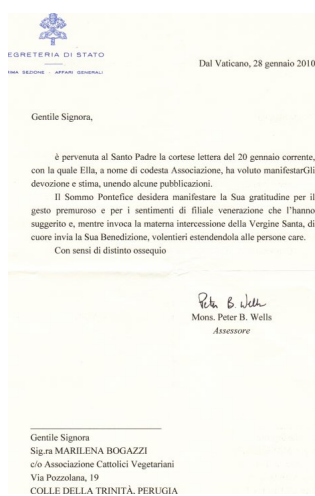 EGRETERIA DI STATO
IMA SEZIONE - AFFARI GENERALI
Dal Vaticano, 28 gennaio 2010
Gentile Signora,
è pervenuta al Santo Padre la cortese lettera del 20 gennaio corrente,
con la quale Ella, a nome di codesta Associazione, ha voluto manifestarGli
devozione e stima, unendo alcune pubblicazioni.
Il Sommo Pontefice desidera manifestare la Sua gratitudine per il
gesto premuroso e per i sentimenti di filiale venerazione che l'hanno
suggerito e, mentre invoca la materna intercessione della Vergine Santa, di
cuore invia la Sua Benedizione, volentieri estendendola alle persone care.
Con sensi di distinto ossequio
Peter B. Wells
Mons. Peter B. Wells
Assessore
Gentile Signora
Sig.ra MARILENA BOGAZZI
c/o Associazione Cattolici Vegetariani
Via Pozzolana, 19
COLLE DELLA TRINITÀ, PERUGIA